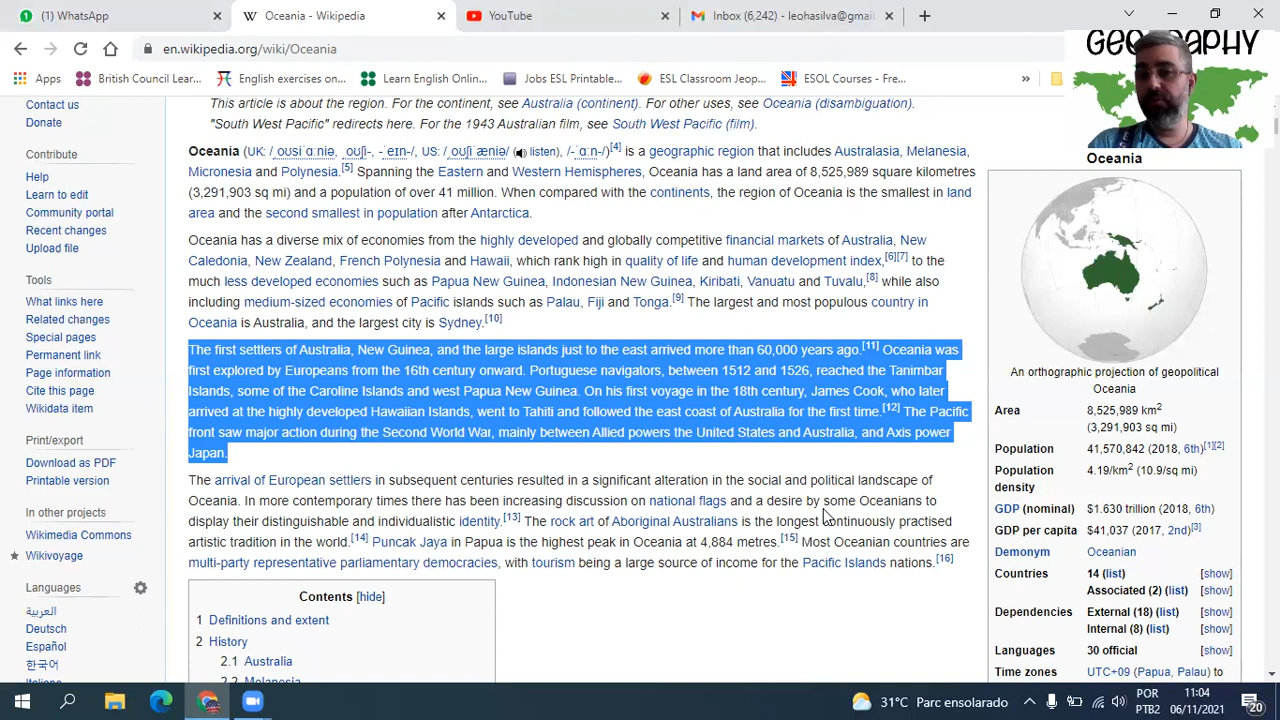 (1) WhatsApp
Oceania - Wikipedia
YouTube
Inbox (6,242) - leohasilva@gmail
en.wikipedia.org/wiki/Oceania
Apps
British Council Lear...
English exercises on...
Learn English Online...
Jobs ESL Printable...
ESL Classroom Jeop...
ESOL Courses - Fre...
»
GEOGRAPHY
Contact us
Donate
Contribute
Help
Learn to edit
Community portal
Recent changes
Upload file
Tools
What links here
Related changes
Special pages
Permanent link
Page information
Cite this page
Wikidata item
Print/export
Download as PDF
Printable version
In other projects
Wikimedia Commons
Wikivoyage
Languages
العربية
Deutsch
Español
한국어
This article is about the region. For the continent, see Australia (continent). For other uses, see Oceania (disambiguation).
"South West Pacific" redirects here. For the 1943 Australian film, see South West Pacific (film).
Oceania (UK: /ˌoʊsiˈɑːniə, ˌoʊʃi-, -ˈeɪn-/, US: /ˌoʊʃiˈæniə/ listen), /-ˈɑːn-/)[4] is a geographic region that includes Australasia, Melanesia,
Micronesia and Polynesia.[5] Spanning the Eastern and Western Hemispheres, Oceania has a land area of 8,525,989 square kilometres
(3,291,903 sq mi) and a population of over 41 million. When compared with the continents, the region of Oceania is the smallest in land
area and the second smallest in population after Antarctica.
Oceania has a diverse mix of economies from the highly developed and globally competitive financial markets of Australia, New
Caledonia, New Zealand, French Polynesia and Hawaii, which rank high in quality of life and human development index,[6][7] to the
much less developed economies such as Papua New Guinea, Indonesian New Guinea, Kiribati, Vanuatu and Tuvalu,[8] while also
including medium-sized economies of Pacific islands such as Palau, Fiji and Tonga.[9] The largest and most populous country in
Oceania is Australia, and the largest city is Sydney.[10]
The first settlers of Australia, New Guinea, and the large islands just to the east arrived more than 60,000 years ago.[11] Oceania was
first explored by Europeans from the 16th century onward. Portuguese navigators, between 1512 and 1526, reached the Tanimbar
Islands, some of the Caroline Islands and west Papua New Guinea. On his first voyage in the 18th century, James Cook, who later
arrived at the highly developed Hawaiian Islands, went to Tahiti and followed the east coast of Australia for the first time.[12] The Pacific
front saw major action during the Second World War, mainly between Allied powers the United States and Australia, and Axis power
Japan.
The arrival of European settlers in subsequent centuries resulted in a significant alteration in the social and political landscape of
Oceania. In more contemporary times there has been increasing discussion on national flags and a desire by some Oceanians to
display their distinguishable and individualistic identity.[13] The rock art of Aboriginal Australians is the longest continuously practised
artistic tradition in the world.[14] Puncak Jaya in Papua is the highest peak in Oceania at 4,884 metres.[15] Most Oceanian countries are
multi-party representative parliamentary democracies, with tourism being a large source of income for the Pacific Islands nations.[16]
Contents [hide]
1 Definitions and extent
2 History
2.1 Australia
2.2 Melanesia
Oceania
An orthographic projection of geopolitical
Oceania
Area 8,525,989 km2
(3,291,903 sq mi)
Population 41,570,842 (2018, 6th)[1][2]
Population density 4.19/km2 (10.9/sq mi)
GDP (nominal) $1.630 trillion (2018, 6th)
GDP per capita $41,037 (2017, 2nd)[3]
Demonym Oceanian
Countries 14 (list) [show]
Associated (2) (list) [show]
Dependencies External (18) (list) [show]
Internal (8) (list) [show]
Languages 30 official [show]
Time zones UTC+09 (Papua, Palau) to
31°C Parc ensolarado
POR
PTB2
11:04
06/11/2021
20